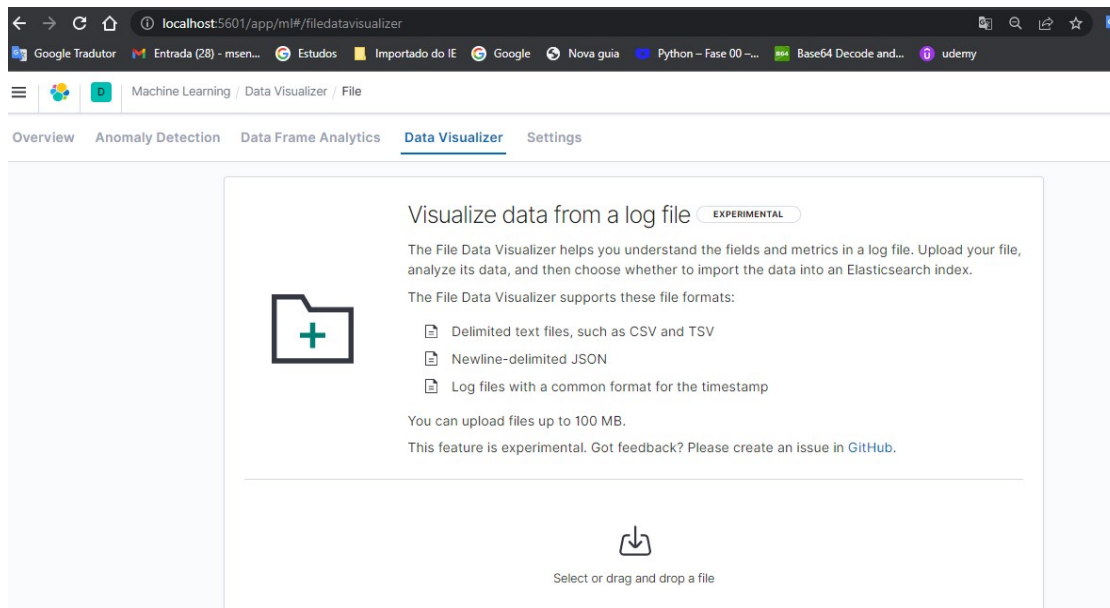 localhost:5601/app/ml#/filedatavisualizer
Google Tradutor Entrada (28) - msen... Estudos Importado do IE Google Nova guia Python – Fase 00 –... Base64 Decode and... udemy
D Machine Learning / Data Visualizer / File
Overview Anomaly Detection Data Frame Analytics Data Visualizer Settings
Visualize data from a log file EXPERIMENTAL
The File Data Visualizer helps you understand the fields and metrics in a log file. Upload your file,
analyze its data, and then choose whether to import the data into an Elasticsearch index.
The File Data Visualizer supports these file formats:
Delimited text files, such as CSV and TSV
Newline-delimited JSON
Log files with a common format for the timestamp
You can upload files up to 100 MB.
This feature is experimental. Got feedback? Please create an issue in GitHub.
Select or drag and drop a file